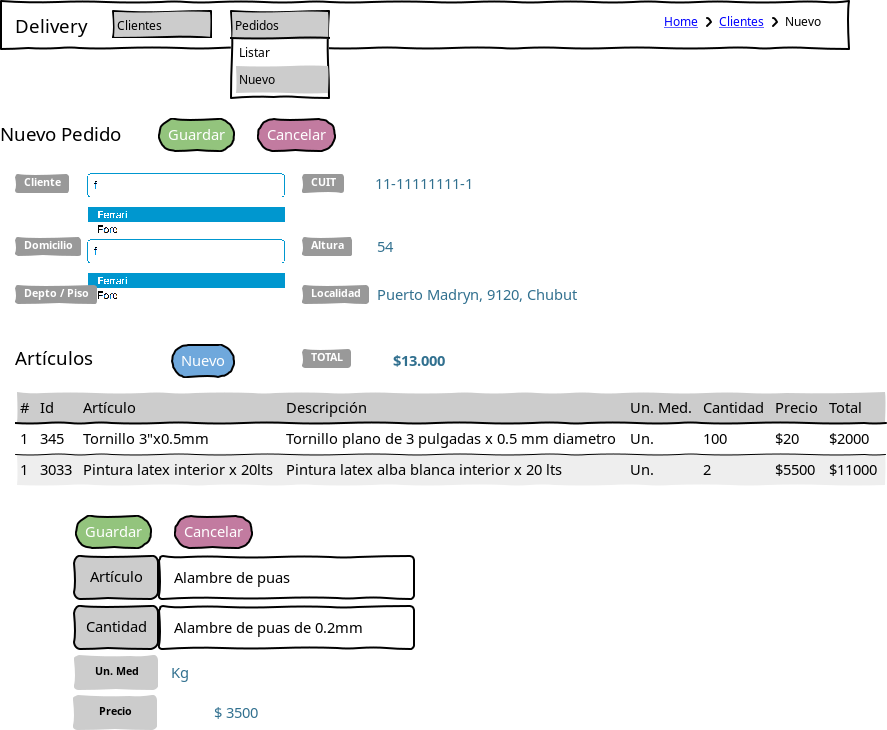 Delivery Clientes Pedidos Home Clientes Nuevo
Listar
Nuevo
Nuevo Pedido Guardar Cancelar
Cliente f CUIT 11-11111111-1
Ferrari
Ford
Domicilio f Altura 54
Ferrari
Depto / Piso Ford Localidad Puerto Madryn, 9120, Chubut
Artículos Nuevo TOTAL $13.000
# Id Artículo Descripción Un. Med. Cantidad Precio Total
1 345 Tornillo 3"x0.5mm Tornillo plano de 3 pulgadas x 0.5 mm diametro Un. 100 $20 $2000
1 3033 Pintura latex interior x 20lts Pintura latex alba blanca interior x 20 lts Un. 2 $5500 $11000
Guardar Cancelar
Artículo Alambre de puas
Cantidad Alambre de puas de 0.2mm
Un. Med Kg
Precio $ 3500